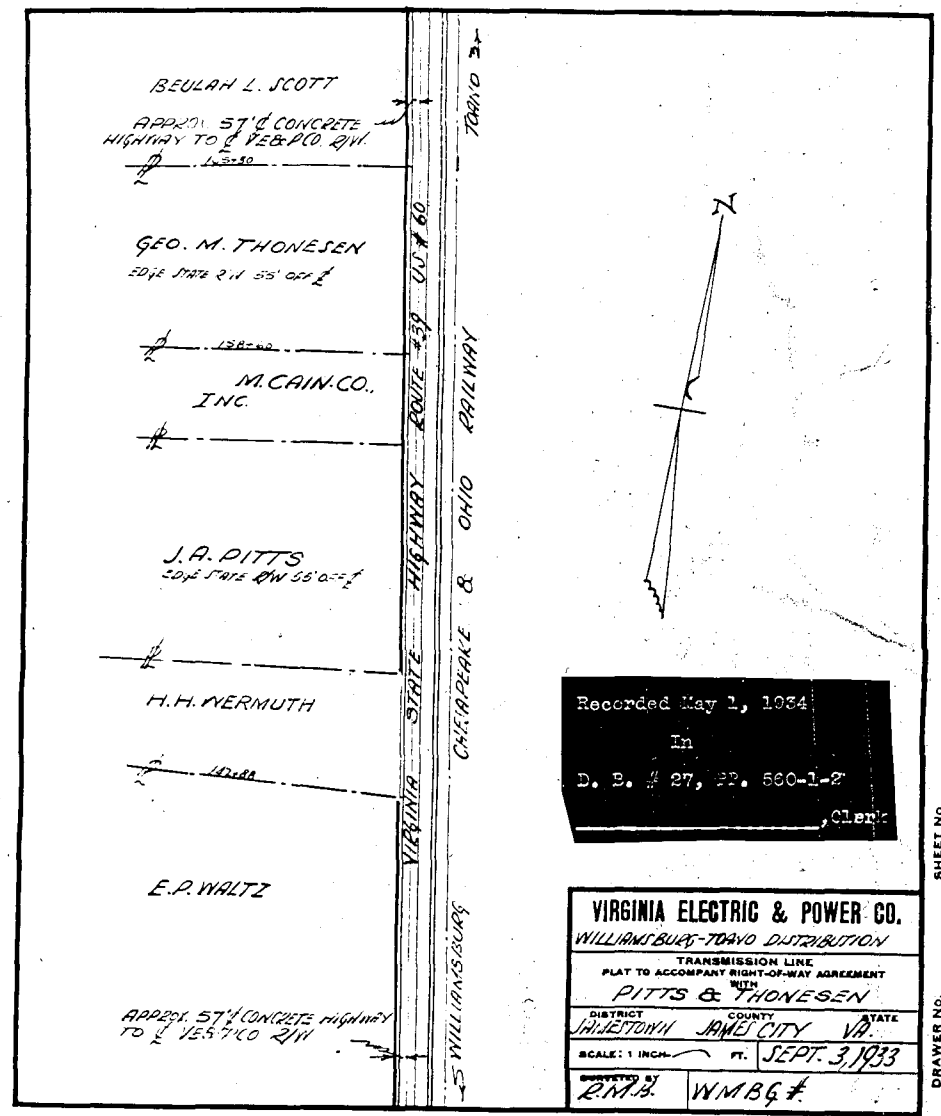 BEULAH L. SCOTT
APPROX. 57' ℄ CONCRETE
HIGHWAY TO ℄ VE&P CO. R/W.
GEO. M. THONESEN
EDGE STATE R/W 55' OFF ℄
158+60
M. CAIN. CO.,
INC.
J. A. PITTS
EDGE STATE R/W 55' OFF ℄
H. H. WERMUTH
142+88
E. P. WALTZ
APPROX. 57' ℄ CONCRETE HIGHWAY
TO ℄ R/W
VIRGINIA STATE HIGHWAY ROUTE #39 US #60
WILLIAMSBURG
CHESAPEAKE & OHIO RAILWAY
TOANO
N
Recorded May 1, 1934
In
D. B. # 27, PP. 560-1-2
, Clerk
VIRGINIA ELECTRIC & POWER CO.
WILLIAMSBURG-TOANO DISTRIBUTION
TRANSMISSION LINE
PLAT TO ACCOMPANY RIGHT-OF-WAY AGREEMENT
WITH
PITTS & THONESEN
DISTRICT COUNTY STATE
JAMESTOWN JAMES CITY VA.
SCALE: 1 INCH FT. SEPT. 3, 1933
SURVEYED BY
R.M.B. WMBG #
SHEET NO.
DRAWER NO.